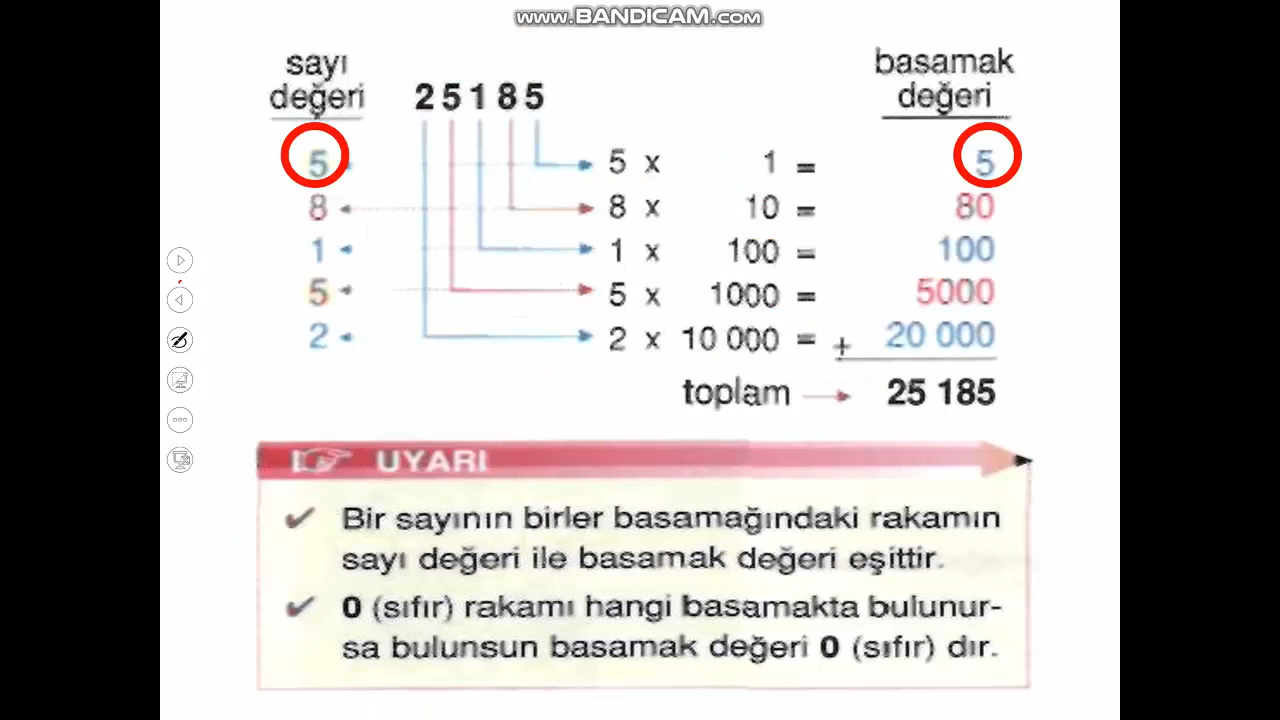 www.BANDICAM.com
sayı değeri
25185
basamak değeri
5 5 x 1 = 5
8 8 x 10 = 80
1 1 x 100 = 100
5 5 x 1000 = 5000
2 2 x 10 000 = + 20 000
toplam → 25 185
UYARI
✔ Bir sayının birler basamağındaki rakamın
sayı değeri ile basamak değeri eşittir.
✔ 0 (sıfır) rakamı hangi basamakta bulunur-
sa bulunsun basamak değeri 0 (sıfır) dır.